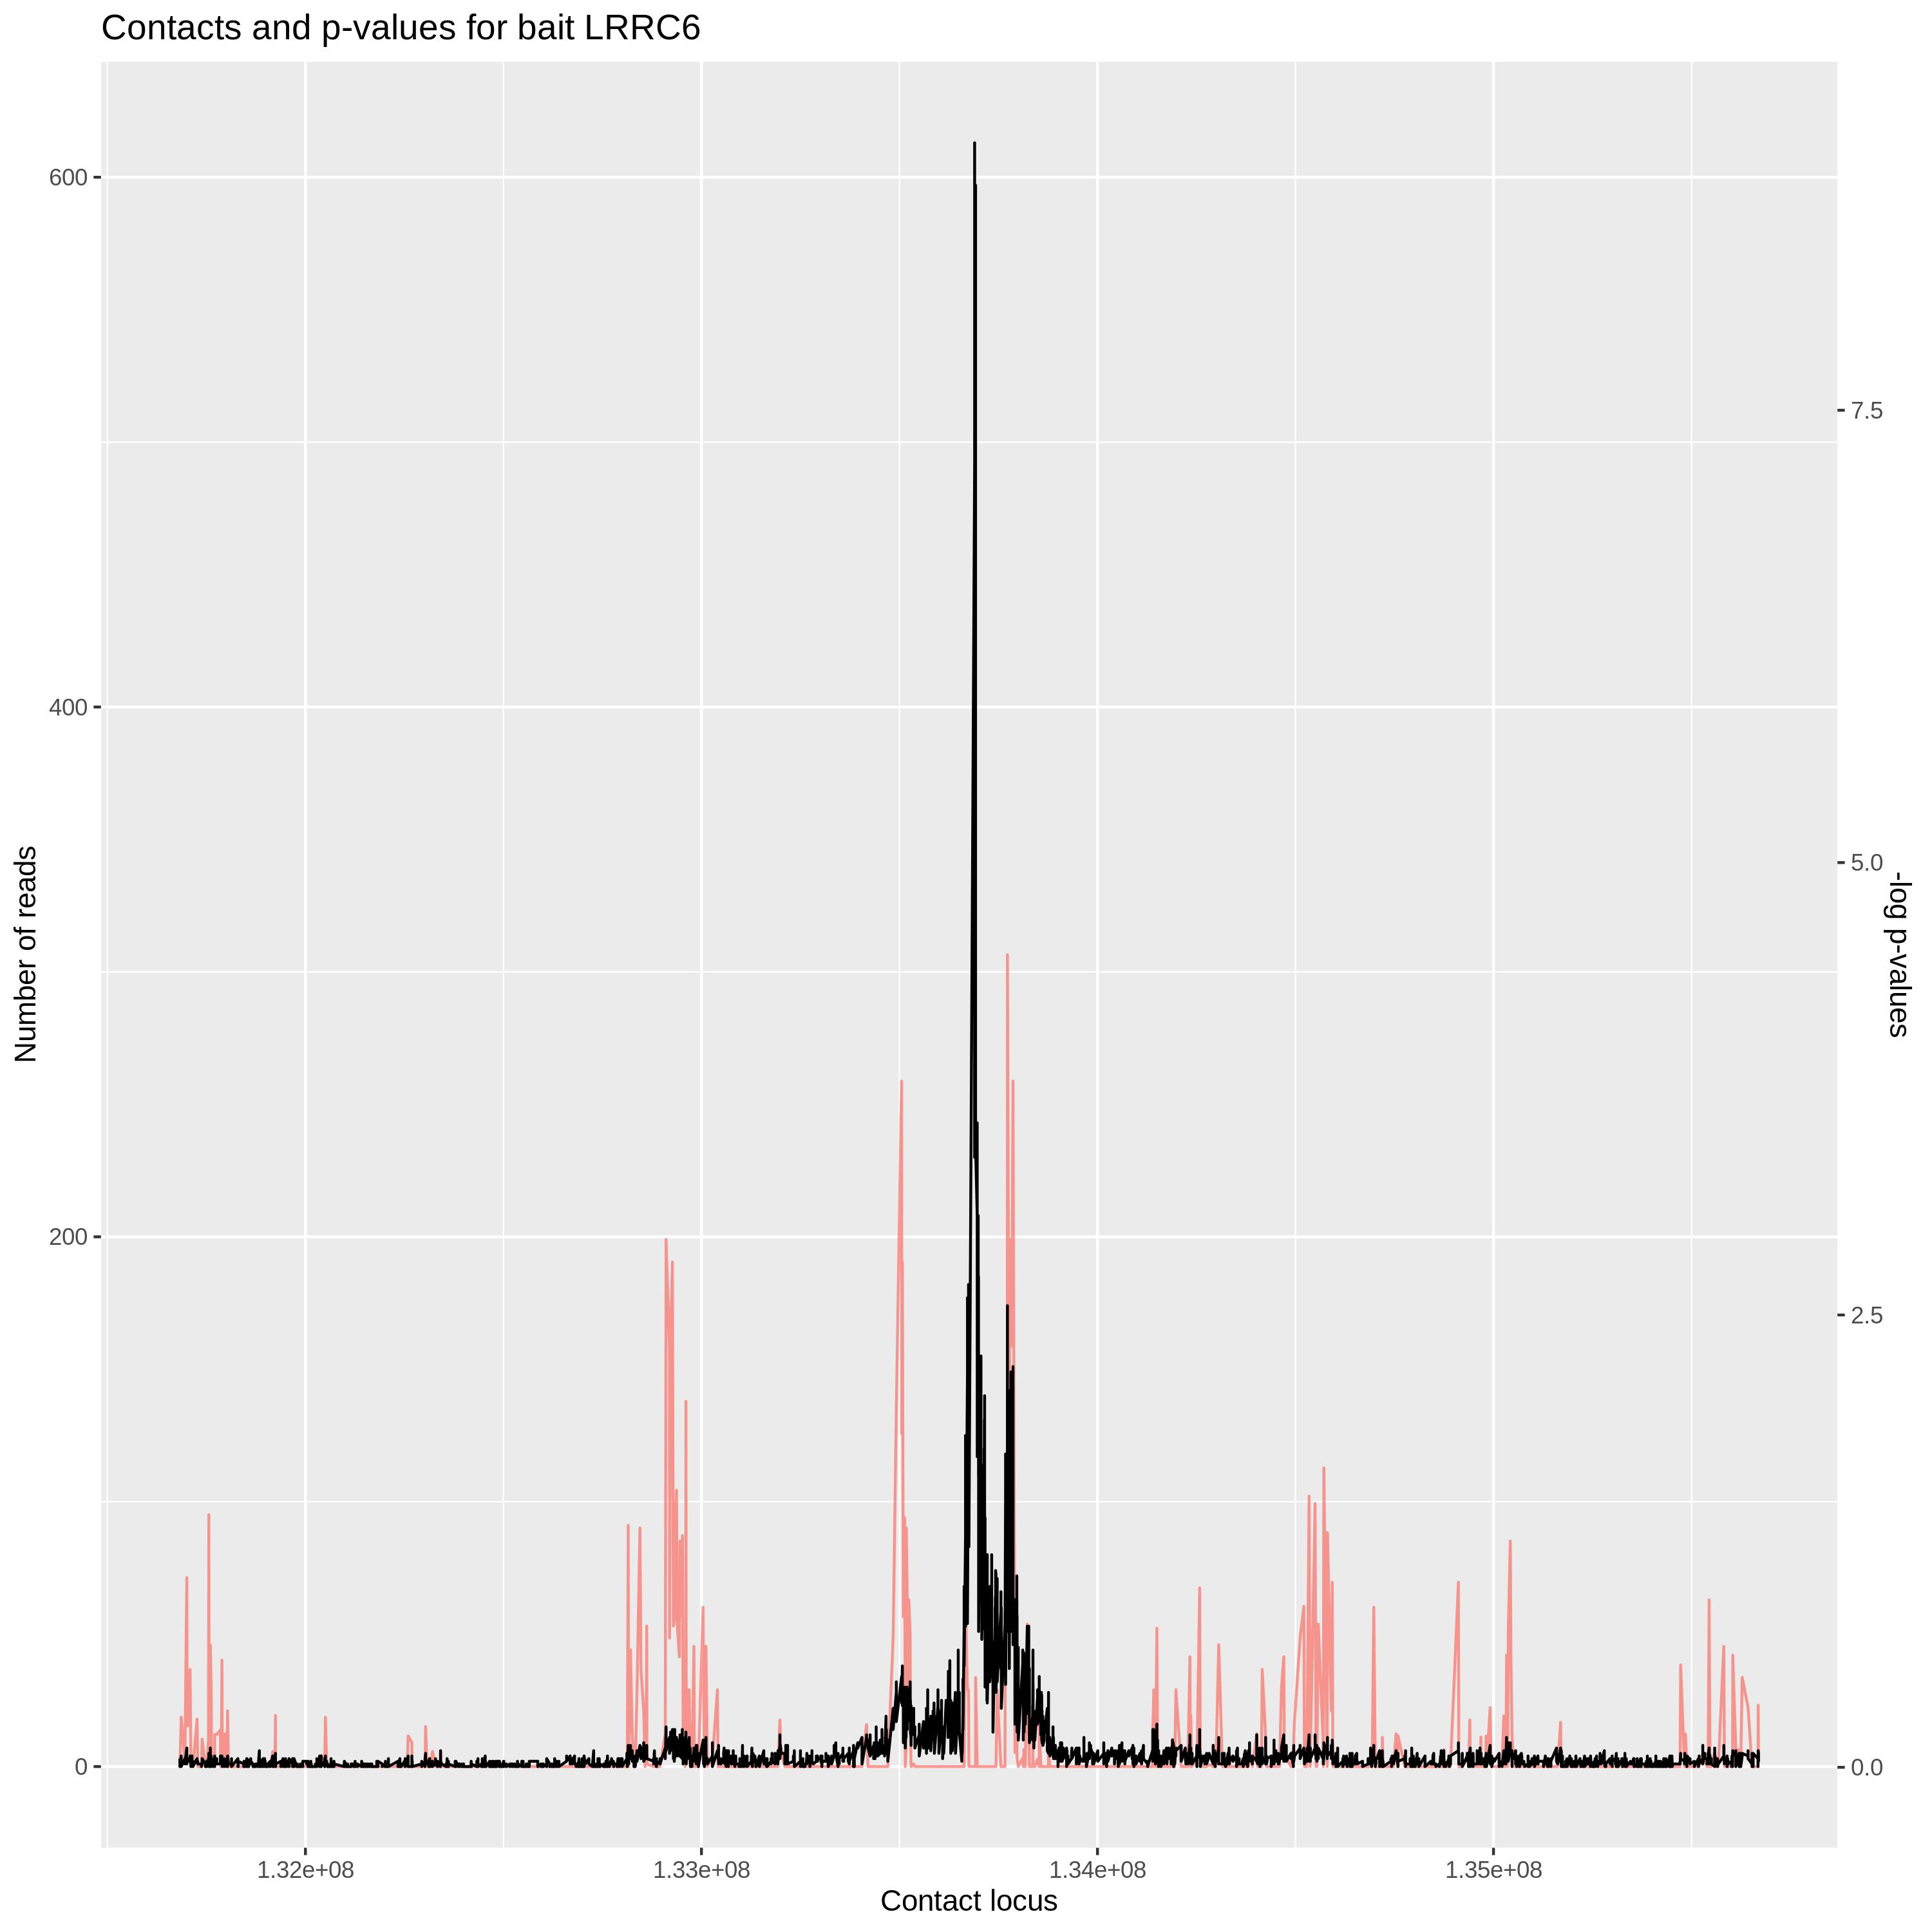 Contacts and p-values for bait LRRC6
600
400
200
0
Number of reads
7.5
5.0
2.5
0.0
-log p-values
1.32e+08
1.33e+08
1.34e+08
1.35e+08
Contact locus